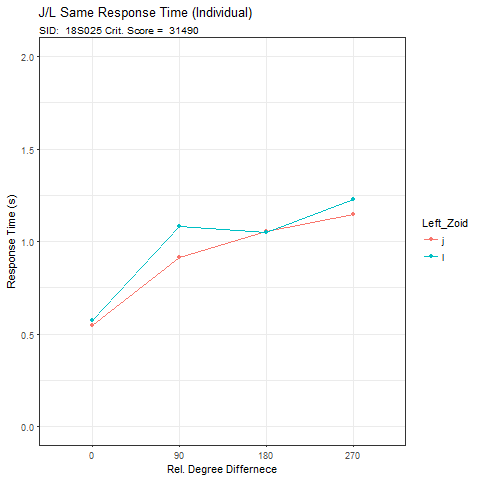 J/L Same Response Time (Individual)
SID: 18S025 Crit. Score = 31490
2.0
1.5
1.0
0.5
0.0
Response Time (s)
0 90 180 270
Rel. Degree Differnece
Left_Zoid
j
l